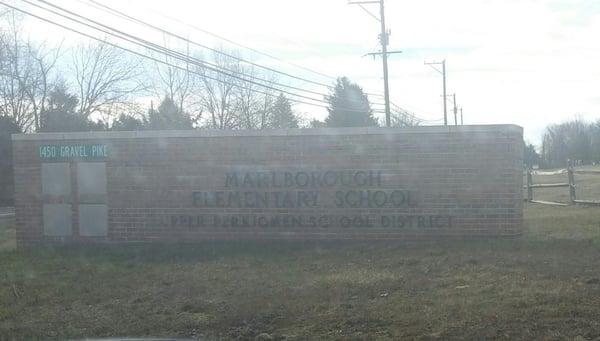 1450 GRAVEL PIKE
MARLBOROUGH
ELEMENTARY SCHOOL
UPPER PERKIOMEN SCHOOL DISTRICT